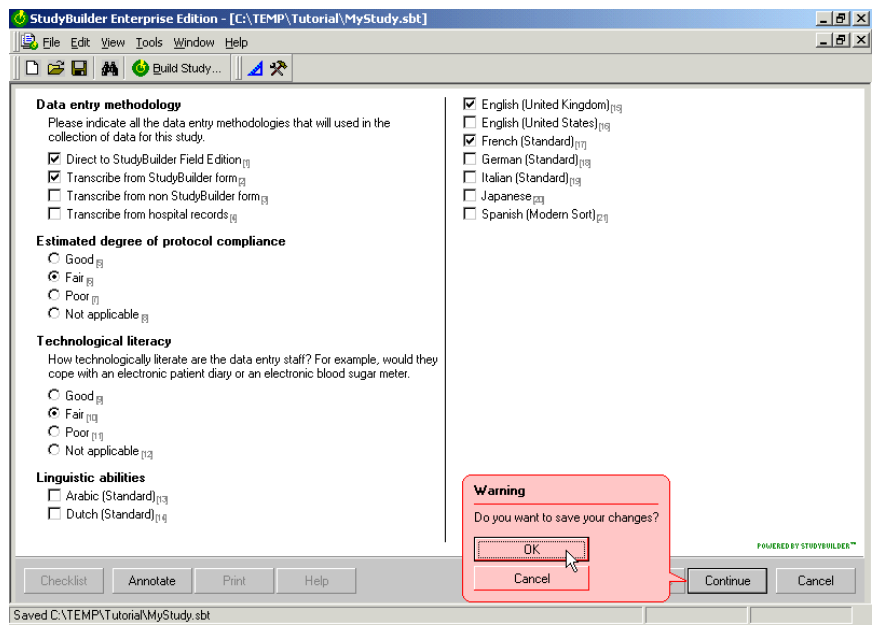 StudyBuilder Enterprise Edition - [C:\TEMP\Tutorial\MyStudy.sbt]
File Edit View Tools Window Help
Build Study...
Data entry methodology
Please indicate all the data entry methodologies that will used in the
collection of data for this study.
Direct to StudyBuilder Field Edition [1]
Transcribe from StudyBuilder form [2]
Transcribe from non StudyBuilder form [3]
Transcribe from hospital records [4]
Estimated degree of protocol compliance
Good [5]
Fair [6]
Poor [7]
Not applicable [8]
Technological literacy
How technologically literate are the data entry staff? For example, would they
cope with an electronic patient diary or an electronic blood sugar meter.
Good [9]
Fair [10]
Poor [11]
Not applicable [12]
Linguistic abilities
Arabic (Standard) [13]
Dutch (Standard) [14]
English (United Kingdom) [15]
English (United States) [16]
French (Standard) [17]
German (Standard) [18]
Italian (Standard) [19]
Japanese [20]
Spanish (Modern Sort) [21]
Warning
Do you want to save your changes?
OK
Cancel
POWERED BY STUDYBUILDER™
Checklist Annotate Print Help Continue Cancel
Saved C:\TEMP\Tutorial\MyStudy.sbt